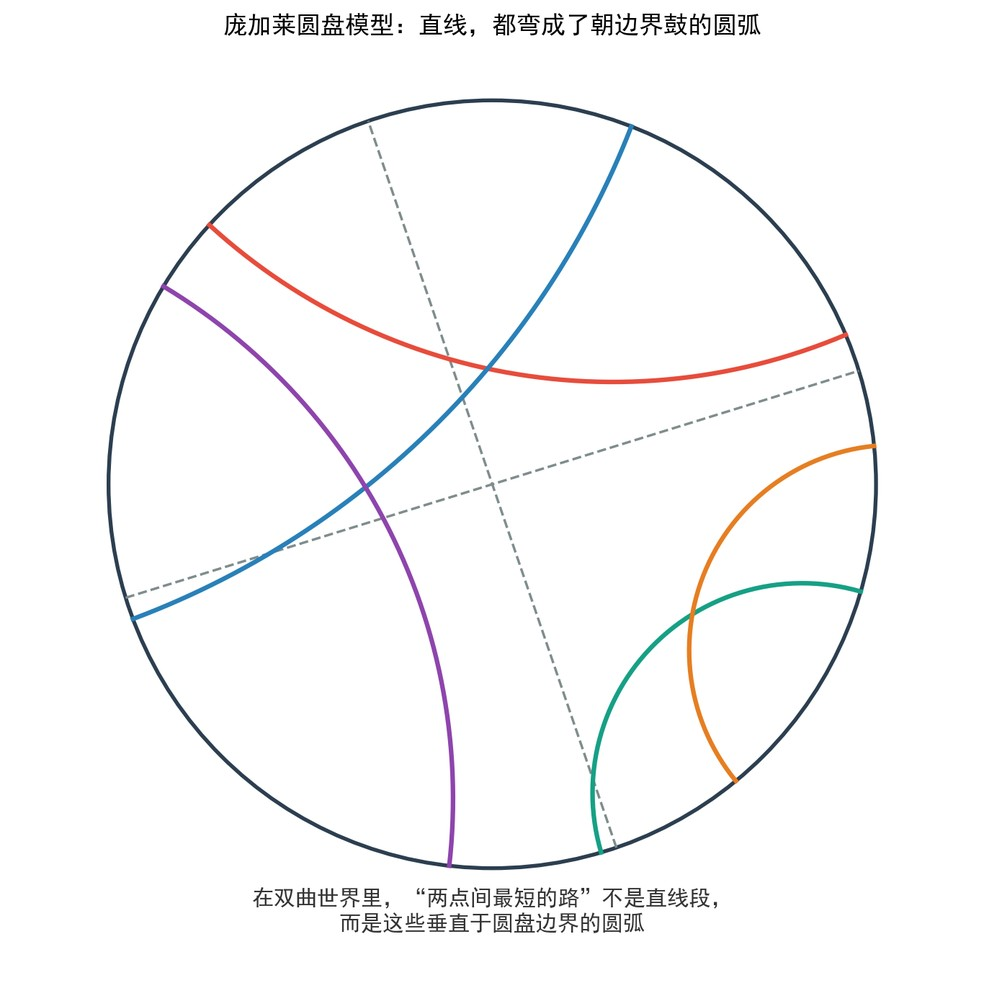 庞加莱圆盘模型：直线，都弯成了朝边界鼓的圆弧
在双曲世界里，“两点间最短的路”不是直线段，
而是这些垂直于圆盘边界的圆弧